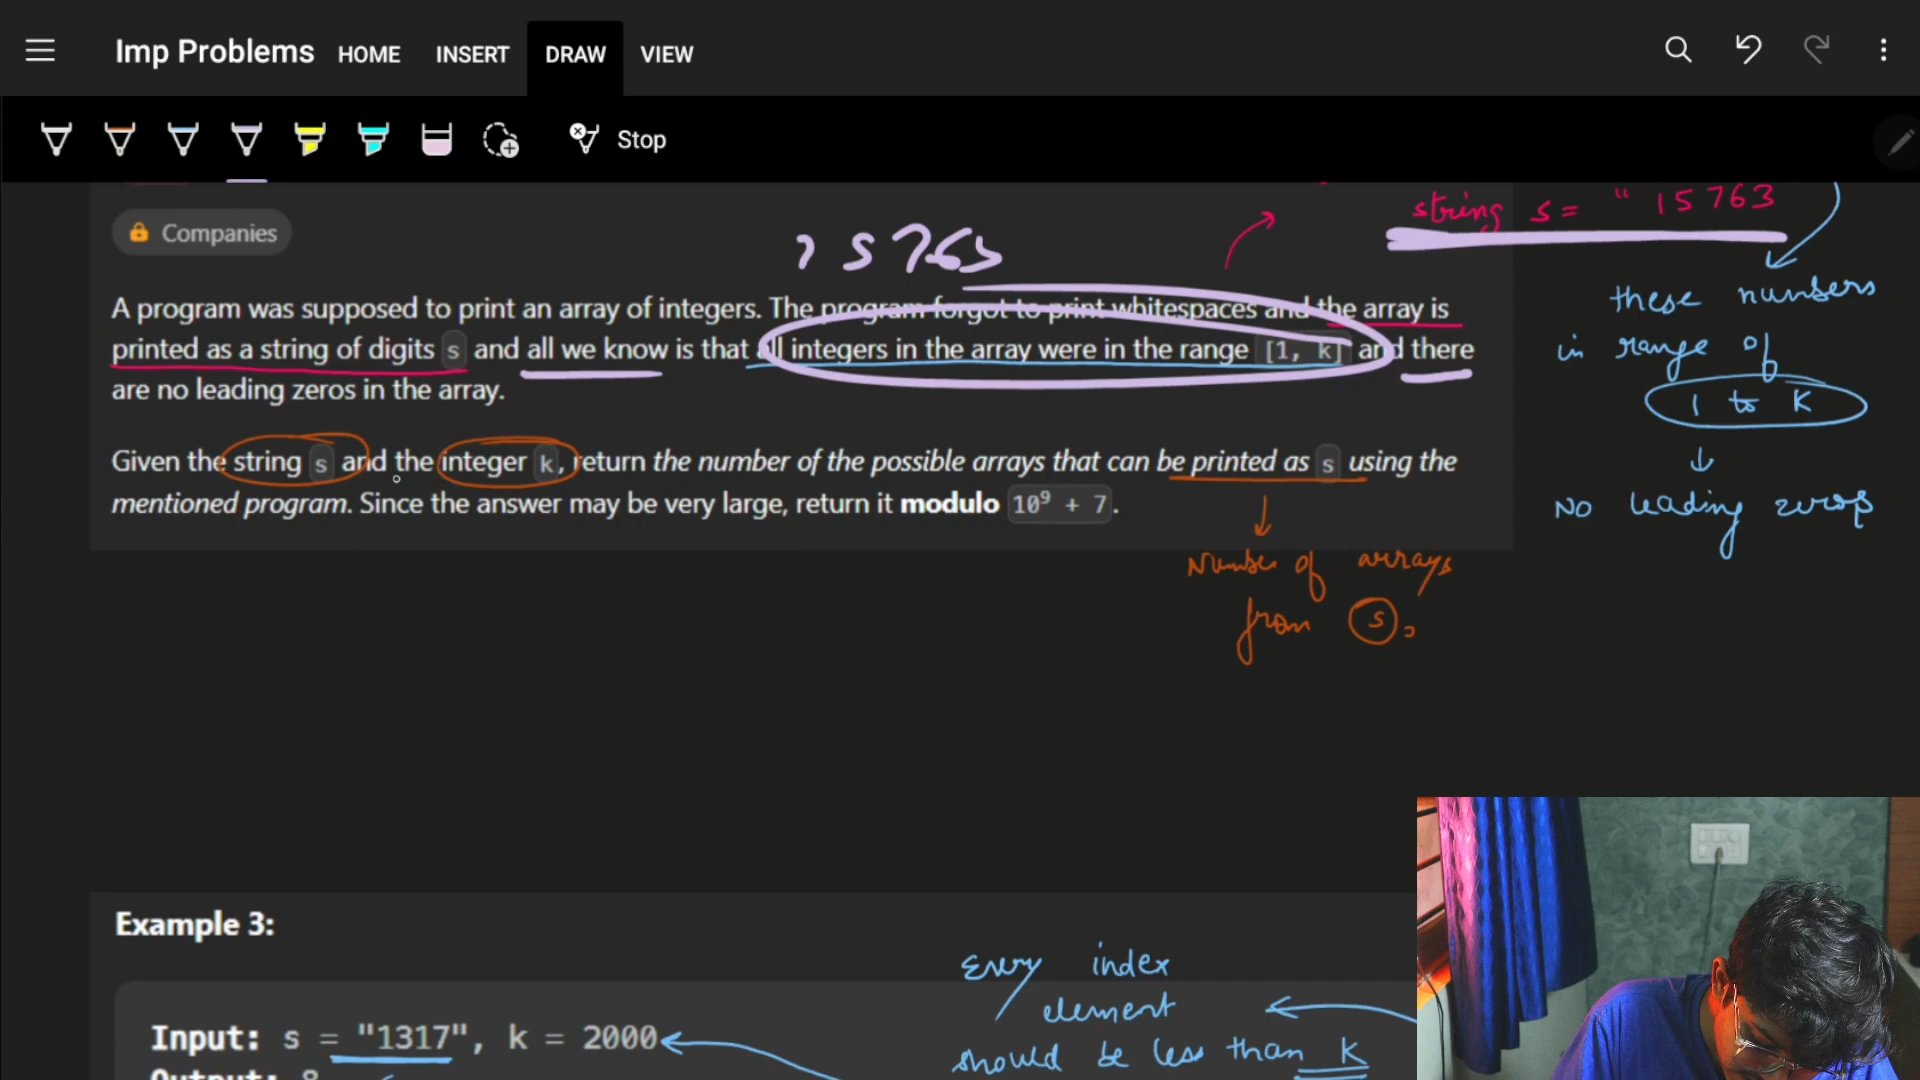 Imp Problems HOME INSERT DRAW VIEW
Stop
string s = " 15763
Companies
15763
A program was supposed to print an array of integers. The program forgot to print whitespaces and the array is
printed as a string of digits s and all we know is that all integers in the array were in the range [1, k] and there
are no leading zeros in the array.
these numbers
in range of
1 to K
No leading zeros
Given the string s and the integer k, return the number of the possible arrays that can be printed as s using the
mentioned program. Since the answer may be very large, return it modulo 10⁹ + 7.
Number of arrays
from s.
Example 3:
Every index
element
should be less than K
Input: s = "1317", k = 2000
Output: 8